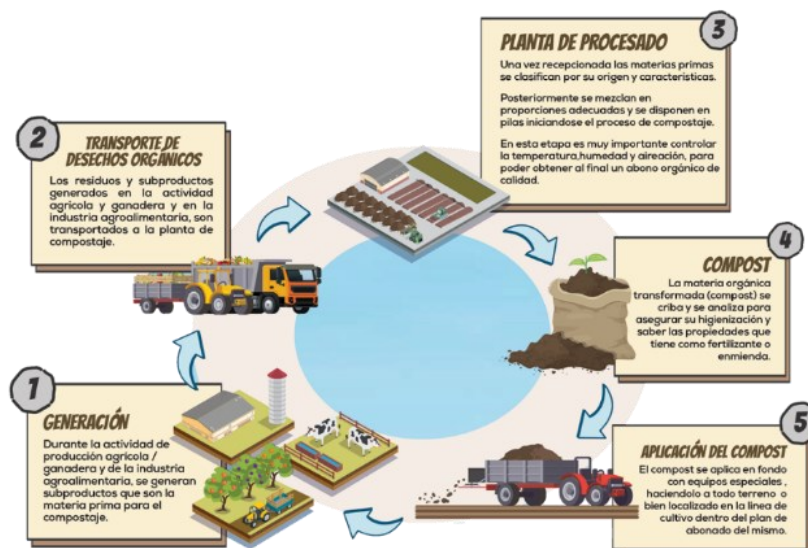 1
GENERACIÓN
Durante la actividad de
producción agrícola /
ganadera y de la industria
agroalimentaria, se generan
subproductos que son la
materia prima para el
compostaje.
2
TRANSPORTE DE
DESECHOS ORGÁNICOS
Los residuos y subproductos
generados en la actividad
agrícola y ganadera y en la
industria agroalimentaria, son
transportados a la planta de
compostaje.
3
PLANTA DE PROCESADO
Una vez recepcionada las materias primas
se clasifican por su origen y características.
Posteriormente se mezclan en
proporciones adecuadas y se disponen en
pilas iniciandose el proceso de compostaje.
En esta etapa es muy importante controlar
la temperatura,humedad y aireación, para
poder obtener al final un abono orgánico de
calidad.
4
COMPOST
La materia orgánica
transformada (compost) se
criba y se analiza para
asegurar su higienización y
saber las propiedades que
tiene como fertilizante o
enmienda.
5
APLICACIÓN DEL COMPOST
El compost se aplica en fondo
con equipos especiales ,
haciendolo a todo terreno o
bien localizado en la linea de
cultivo dentro del plan de
abonado del mismo.